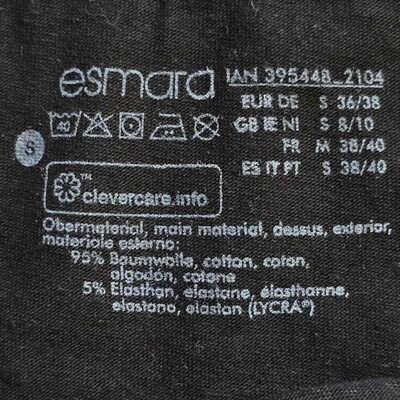 esmara IAN 395448_2104
40
EUR DE S 36/38
GB IE NI S 8/10
FR M 38/40
ES IT PT S 38/40
S
™
clevercare.info
Obermaterial, main material, dessus, exterior,
materiale esterno:
95% Baumwolle, cotton, coton,
algodón, cotone
5% Elasthan, elastane, élasthanne,
elastano, elastan (LYCRA®)